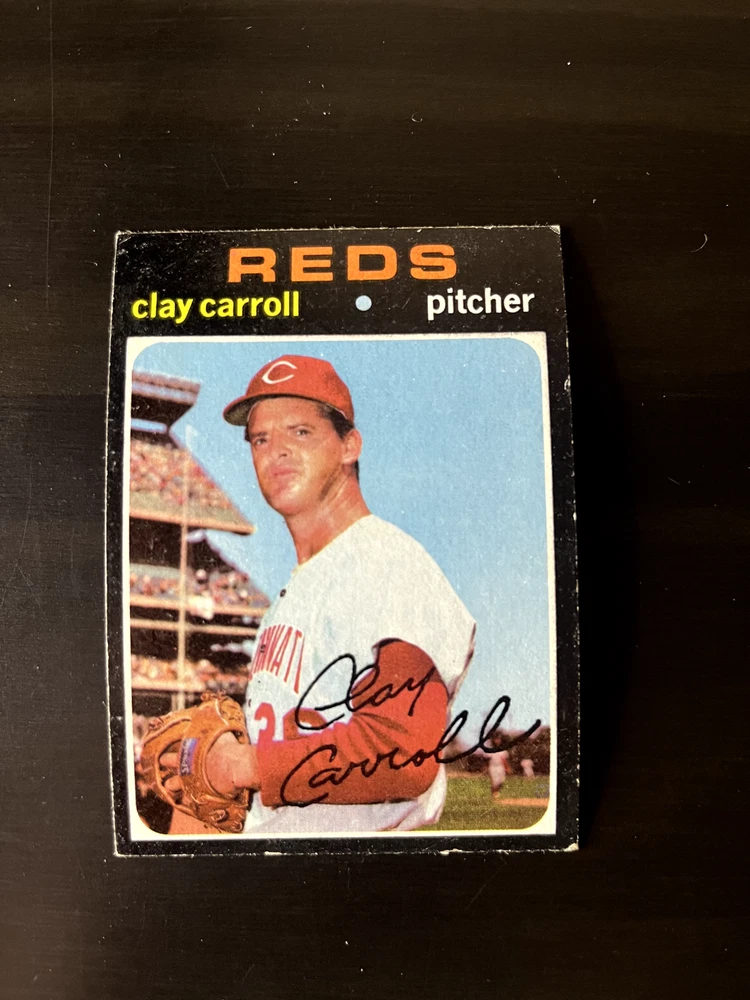 REDS
clay carroll • pitcher
C
Clay
Carroll